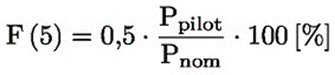 F (5) = 0,5 · P_pilot / P_nom · 100 [%]